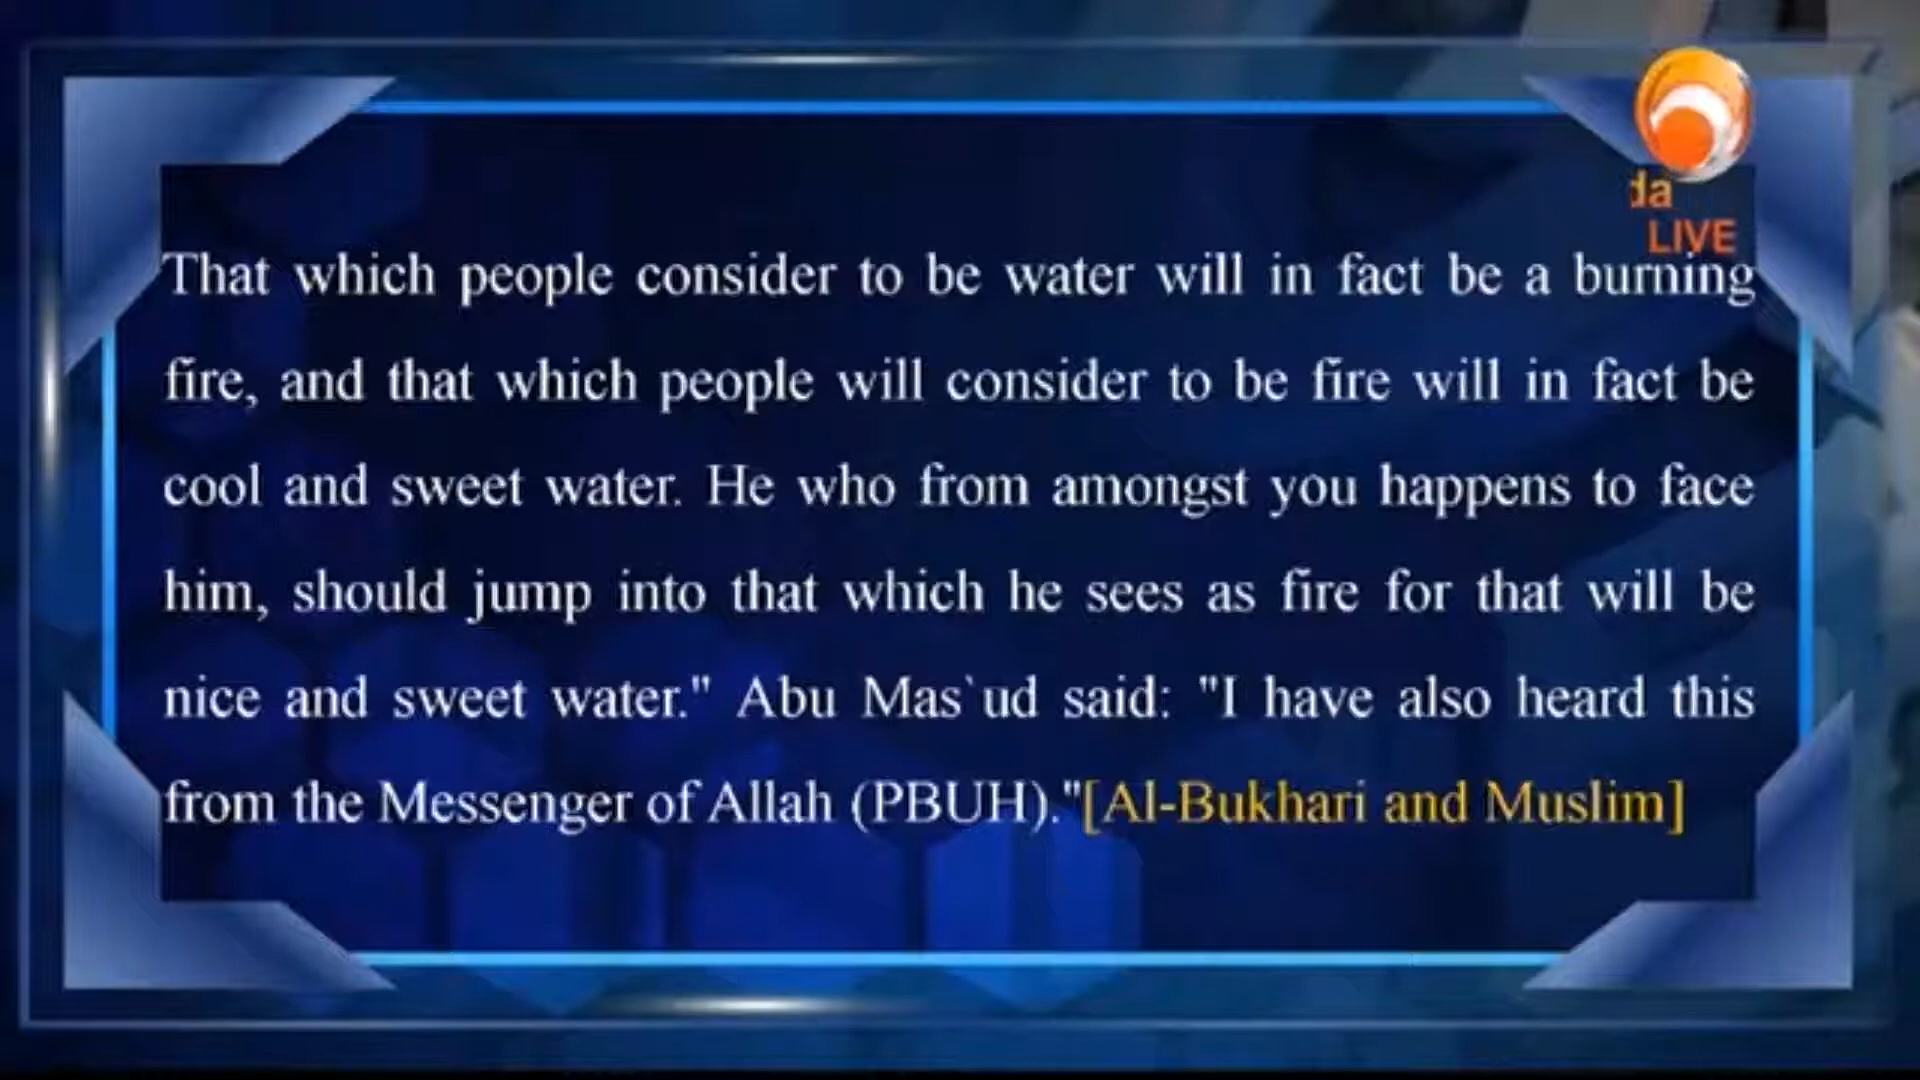 da
LIVE
That which people consider to be water will in fact be a burning
fire, and that which people will consider to be fire will in fact be
cool and sweet water. He who from amongst you happens to face
him, should jump into that which he sees as fire for that will be
nice and sweet water." Abu Mas`ud said: "I have also heard this
from the Messenger of Allah (PBUH)."[Al-Bukhari and Muslim]